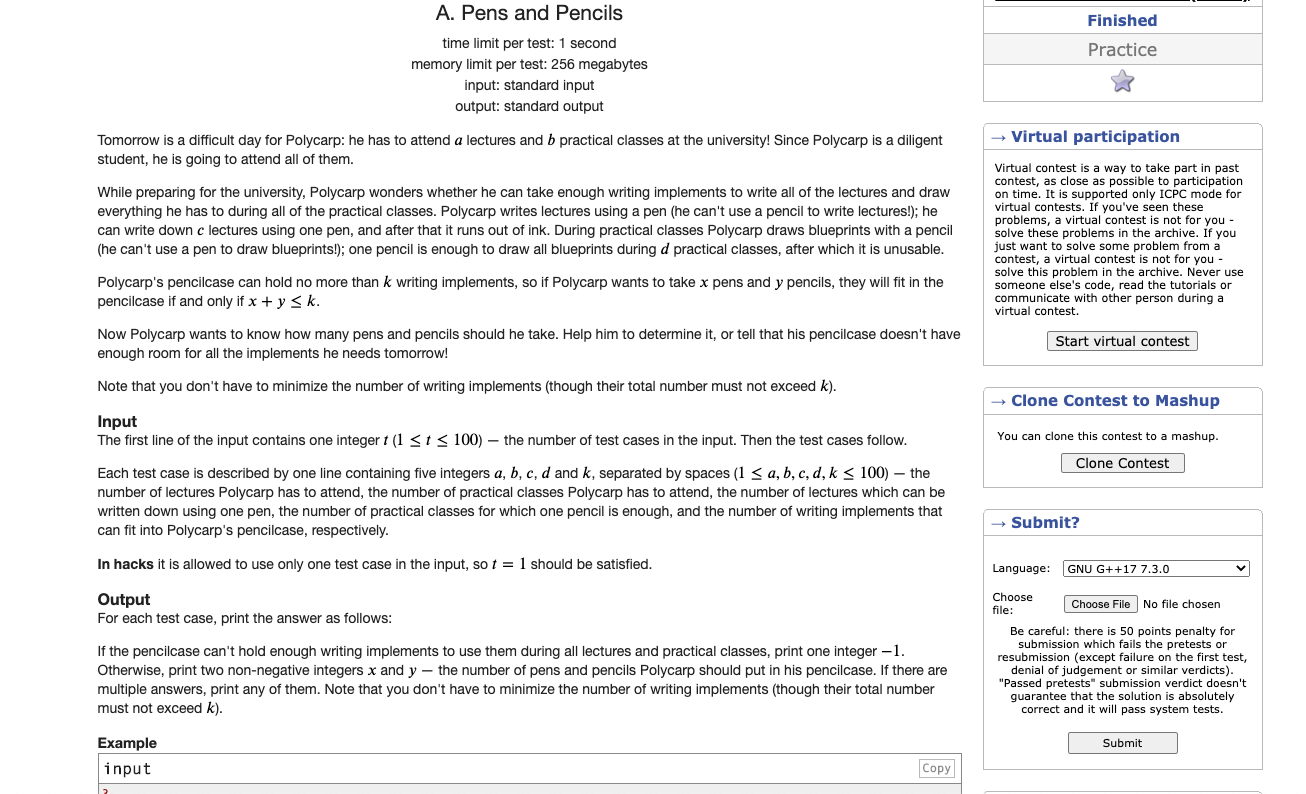 A. Pens and Pencils
time limit per test: 1 second
memory limit per test: 256 megabytes
input: standard input
output: standard output
Tomorrow is a difficult day for Polycarp: he has to attend a lectures and b practical classes at the university! Since Polycarp is a diligent
student, he is going to attend all of them.
While preparing for the university, Polycarp wonders whether he can take enough writing implements to write all of the lectures and draw
everything he has to during all of the practical classes. Polycarp writes lectures using a pen (he can't use a pencil to write lectures!); he
can write down c lectures using one pen, and after that it runs out of ink. During practical classes Polycarp draws blueprints with a pencil
(he can't use a pen to draw blueprints!); one pencil is enough to draw all blueprints during d practical classes, after which it is unusable.
Polycarp's pencilcase can hold no more than k writing implements, so if Polycarp wants to take x pens and y pencils, they will fit in the
pencilcase if and only if x + y ≤ k.
Now Polycarp wants to know how many pens and pencils should he take. Help him to determine it, or tell that his pencilcase doesn't have
enough room for all the implements he needs tomorrow!
Note that you don't have to minimize the number of writing implements (though their total number must not exceed k).
Input
The first line of the input contains one integer t (1 ≤ t ≤ 100) — the number of test cases in the input. Then the test cases follow.
Each test case is described by one line containing five integers a, b, c, d and k, separated by spaces (1 ≤ a, b, c, d, k ≤ 100) — the
number of lectures Polycarp has to attend, the number of practical classes Polycarp has to attend, the number of lectures which can be
written down using one pen, the number of practical classes for which one pencil is enough, and the number of writing implements that
can fit into Polycarp's pencilcase, respectively.
In hacks it is allowed to use only one test case in the input, so t = 1 should be satisfied.
Output
For each test case, print the answer as follows:
If the pencilcase can't hold enough writing implements to use them during all lectures and practical classes, print one integer −1.
Otherwise, print two non-negative integers x and y — the number of pens and pencils Polycarp should put in his pencilcase. If there are
multiple answers, print any of them. Note that you don't have to minimize the number of writing implements (though their total number
must not exceed k).
Example
input
Copy
Finished
Practice
→ Virtual participation
Virtual contest is a way to take part in past
contest, as close as possible to participation
on time. It is supported only ICPC mode for
virtual contests. If you've seen these
problems, a virtual contest is not for you -
solve these problems in the archive. If you
just want to solve some problem from a
contest, a virtual contest is not for you -
solve this problem in the archive. Never use
someone else's code, read the tutorials or
communicate with other person during a
virtual contest.
Start virtual contest
→ Clone Contest to Mashup
You can clone this contest to a mashup.
Clone Contest
→ Submit?
Language: GNU G++17 7.3.0
Choose
file: Choose File No file chosen
Be careful: there is 50 points penalty for
submission which fails the pretests or
resubmission (except failure on the first test,
denial of judgement or similar verdicts).
"Passed pretests" submission verdict doesn't
guarantee that the solution is absolutely
correct and it will pass system tests.
Submit